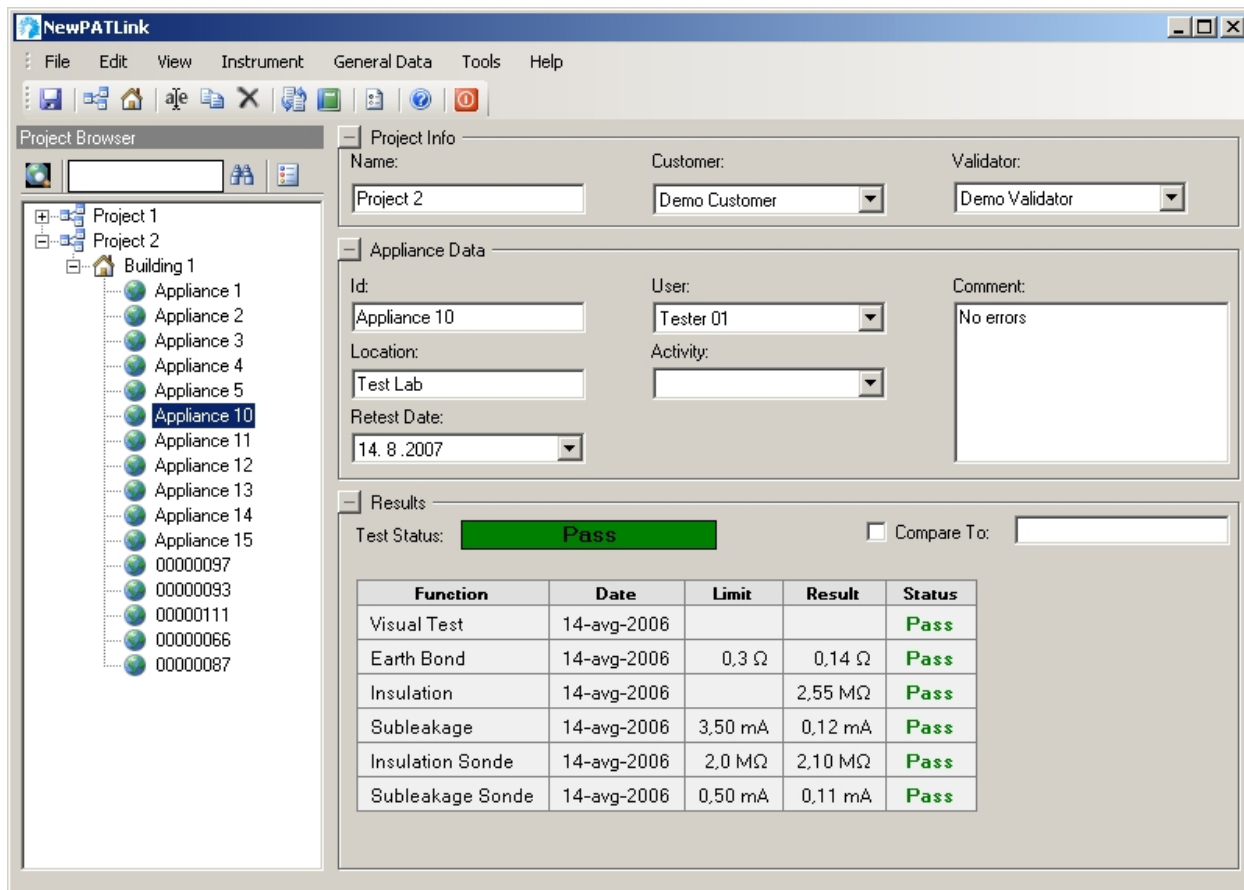 NewPATLink
File Edit View Instrument General Data Tools Help
Project Browser
Project 1
Project 2
Building 1
Appliance 1
Appliance 2
Appliance 3
Appliance 4
Appliance 5
Appliance 10
Appliance 11
Appliance 12
Appliance 13
Appliance 14
Appliance 15
00000097
00000093
00000111
00000066
00000087
Project Info
Name: Customer: Validator:
Project 2 Demo Customer Demo Validator
Appliance Data
Id: User: Comment:
Appliance 10 Tester 01 No errors
Location: Activity:
Test Lab
Retest Date:
14. 8 .2007
Results
Test Status: Pass Compare To:
Function Date Limit Result Status
Visual Test 14-avg-2006 Pass
Earth Bond 14-avg-2006 0,3 Ω 0,14 Ω Pass
Insulation 14-avg-2006 2,55 MΩ Pass
Subleakage 14-avg-2006 3,50 mA 0,12 mA Pass
Insulation Sonde 14-avg-2006 2,0 MΩ 2,10 MΩ Pass
Subleakage Sonde 14-avg-2006 0,50 mA 0,11 mA Pass